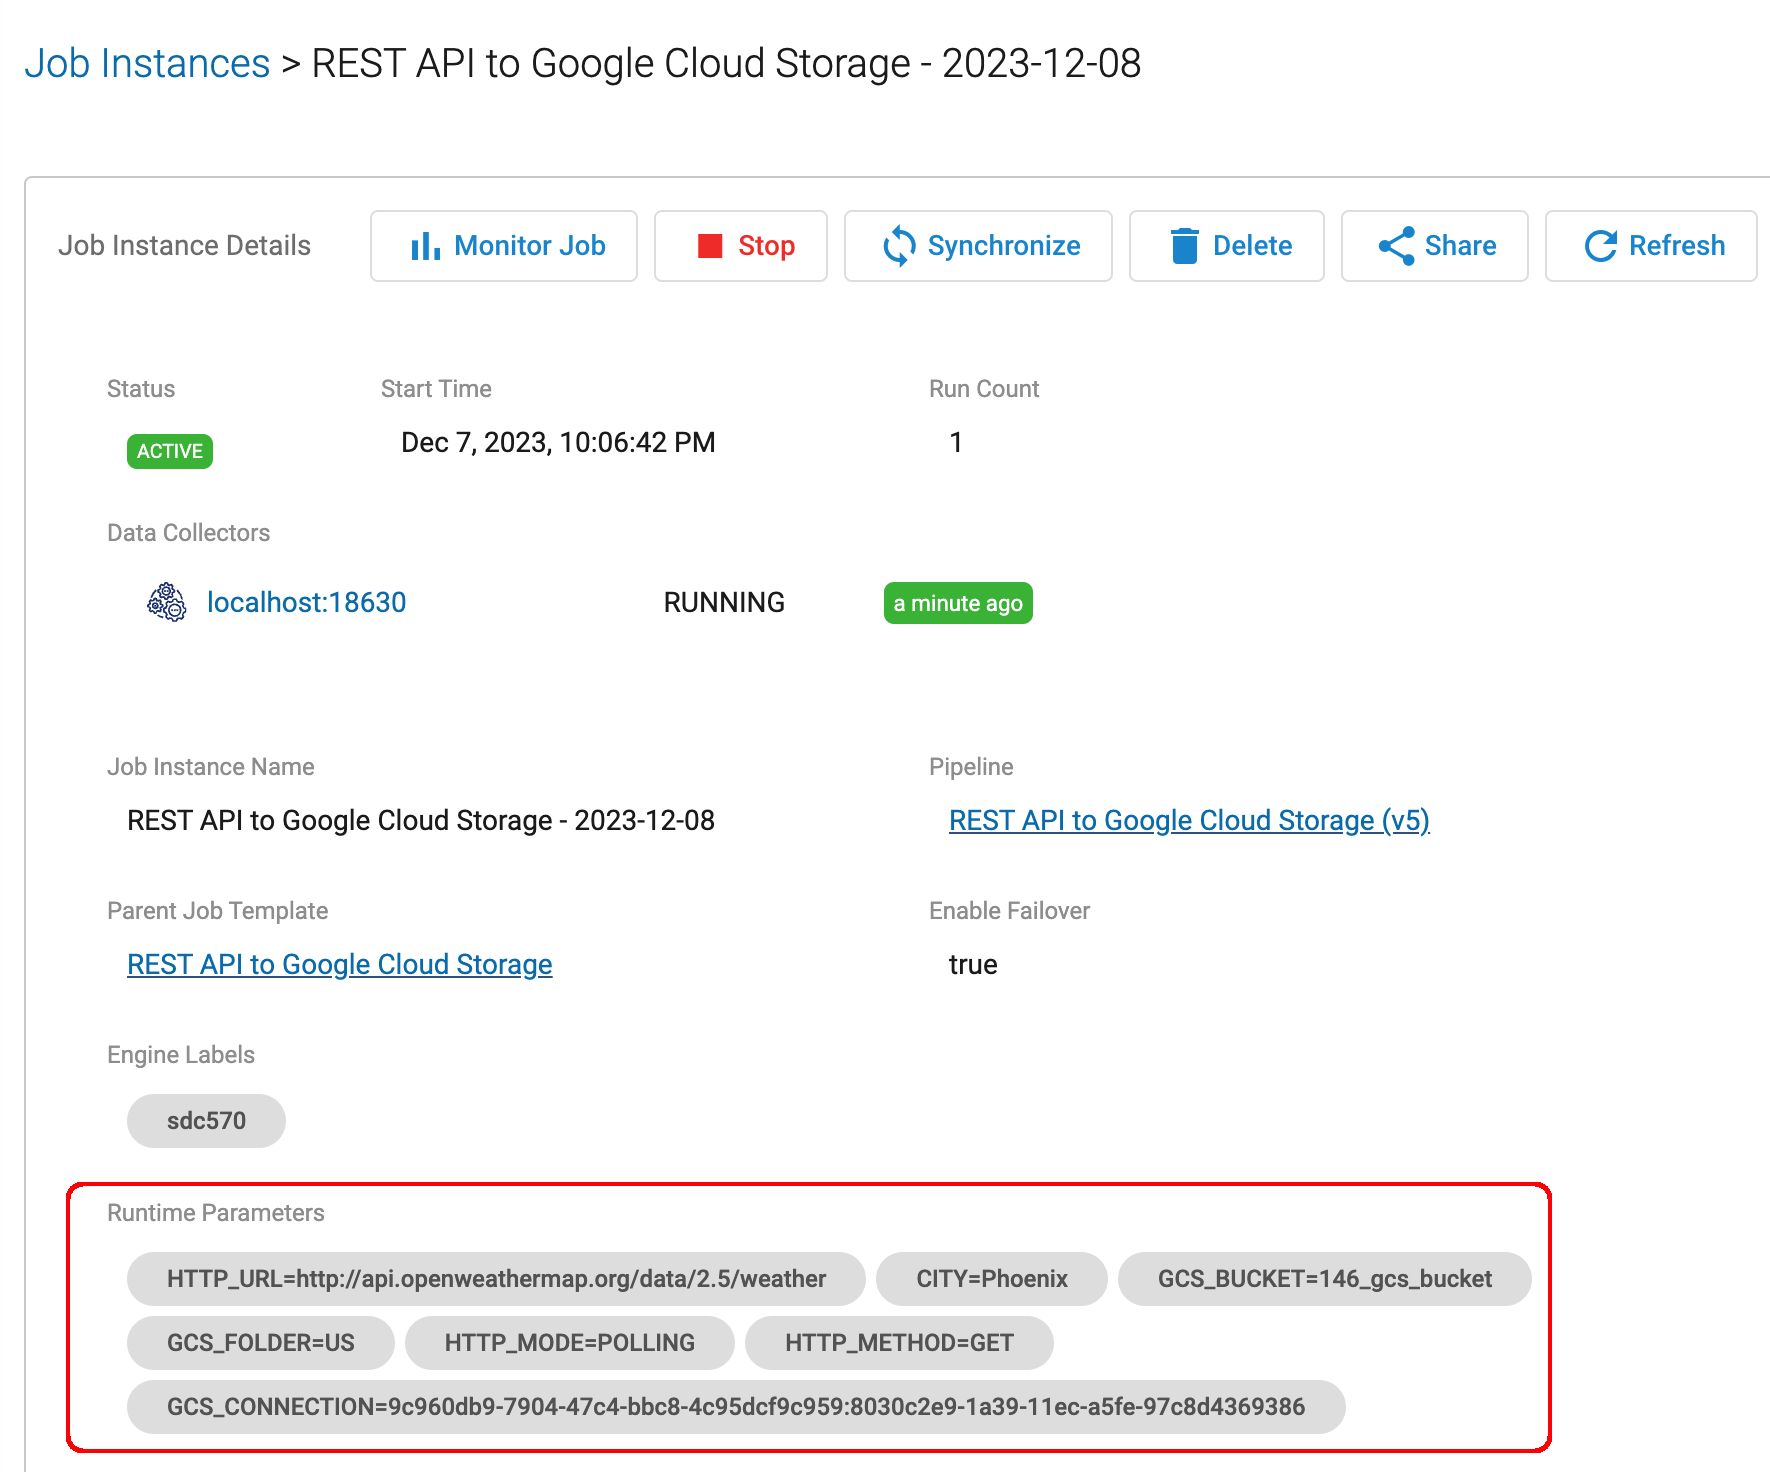 Job Instances > REST API to Google Cloud Storage - 2023-12-08
Job Instance Details Monitor Job Stop Synchronize Delete Share Refresh
Status Start Time Run Count
ACTIVE Dec 7, 2023, 10:06:42 PM 1
Data Collectors
localhost:18630 RUNNING a minute ago
Job Instance Name Pipeline
REST API to Google Cloud Storage - 2023-12-08 REST API to Google Cloud Storage (v5)
Parent Job Template Enable Failover
REST API to Google Cloud Storage true
Engine Labels
sdc570
Runtime Parameters
HTTP_URL=http://api.openweathermap.org/data/2.5/weather CITY=Phoenix GCS_BUCKET=146_gcs_bucket
GCS_FOLDER=US HTTP_MODE=POLLING HTTP_METHOD=GET
GCS_CONNECTION=9c960db9-7904-47c4-bbc8-4c95dcf9c959:8030c2e9-1a39-11ec-a5fe-97c8d4369386